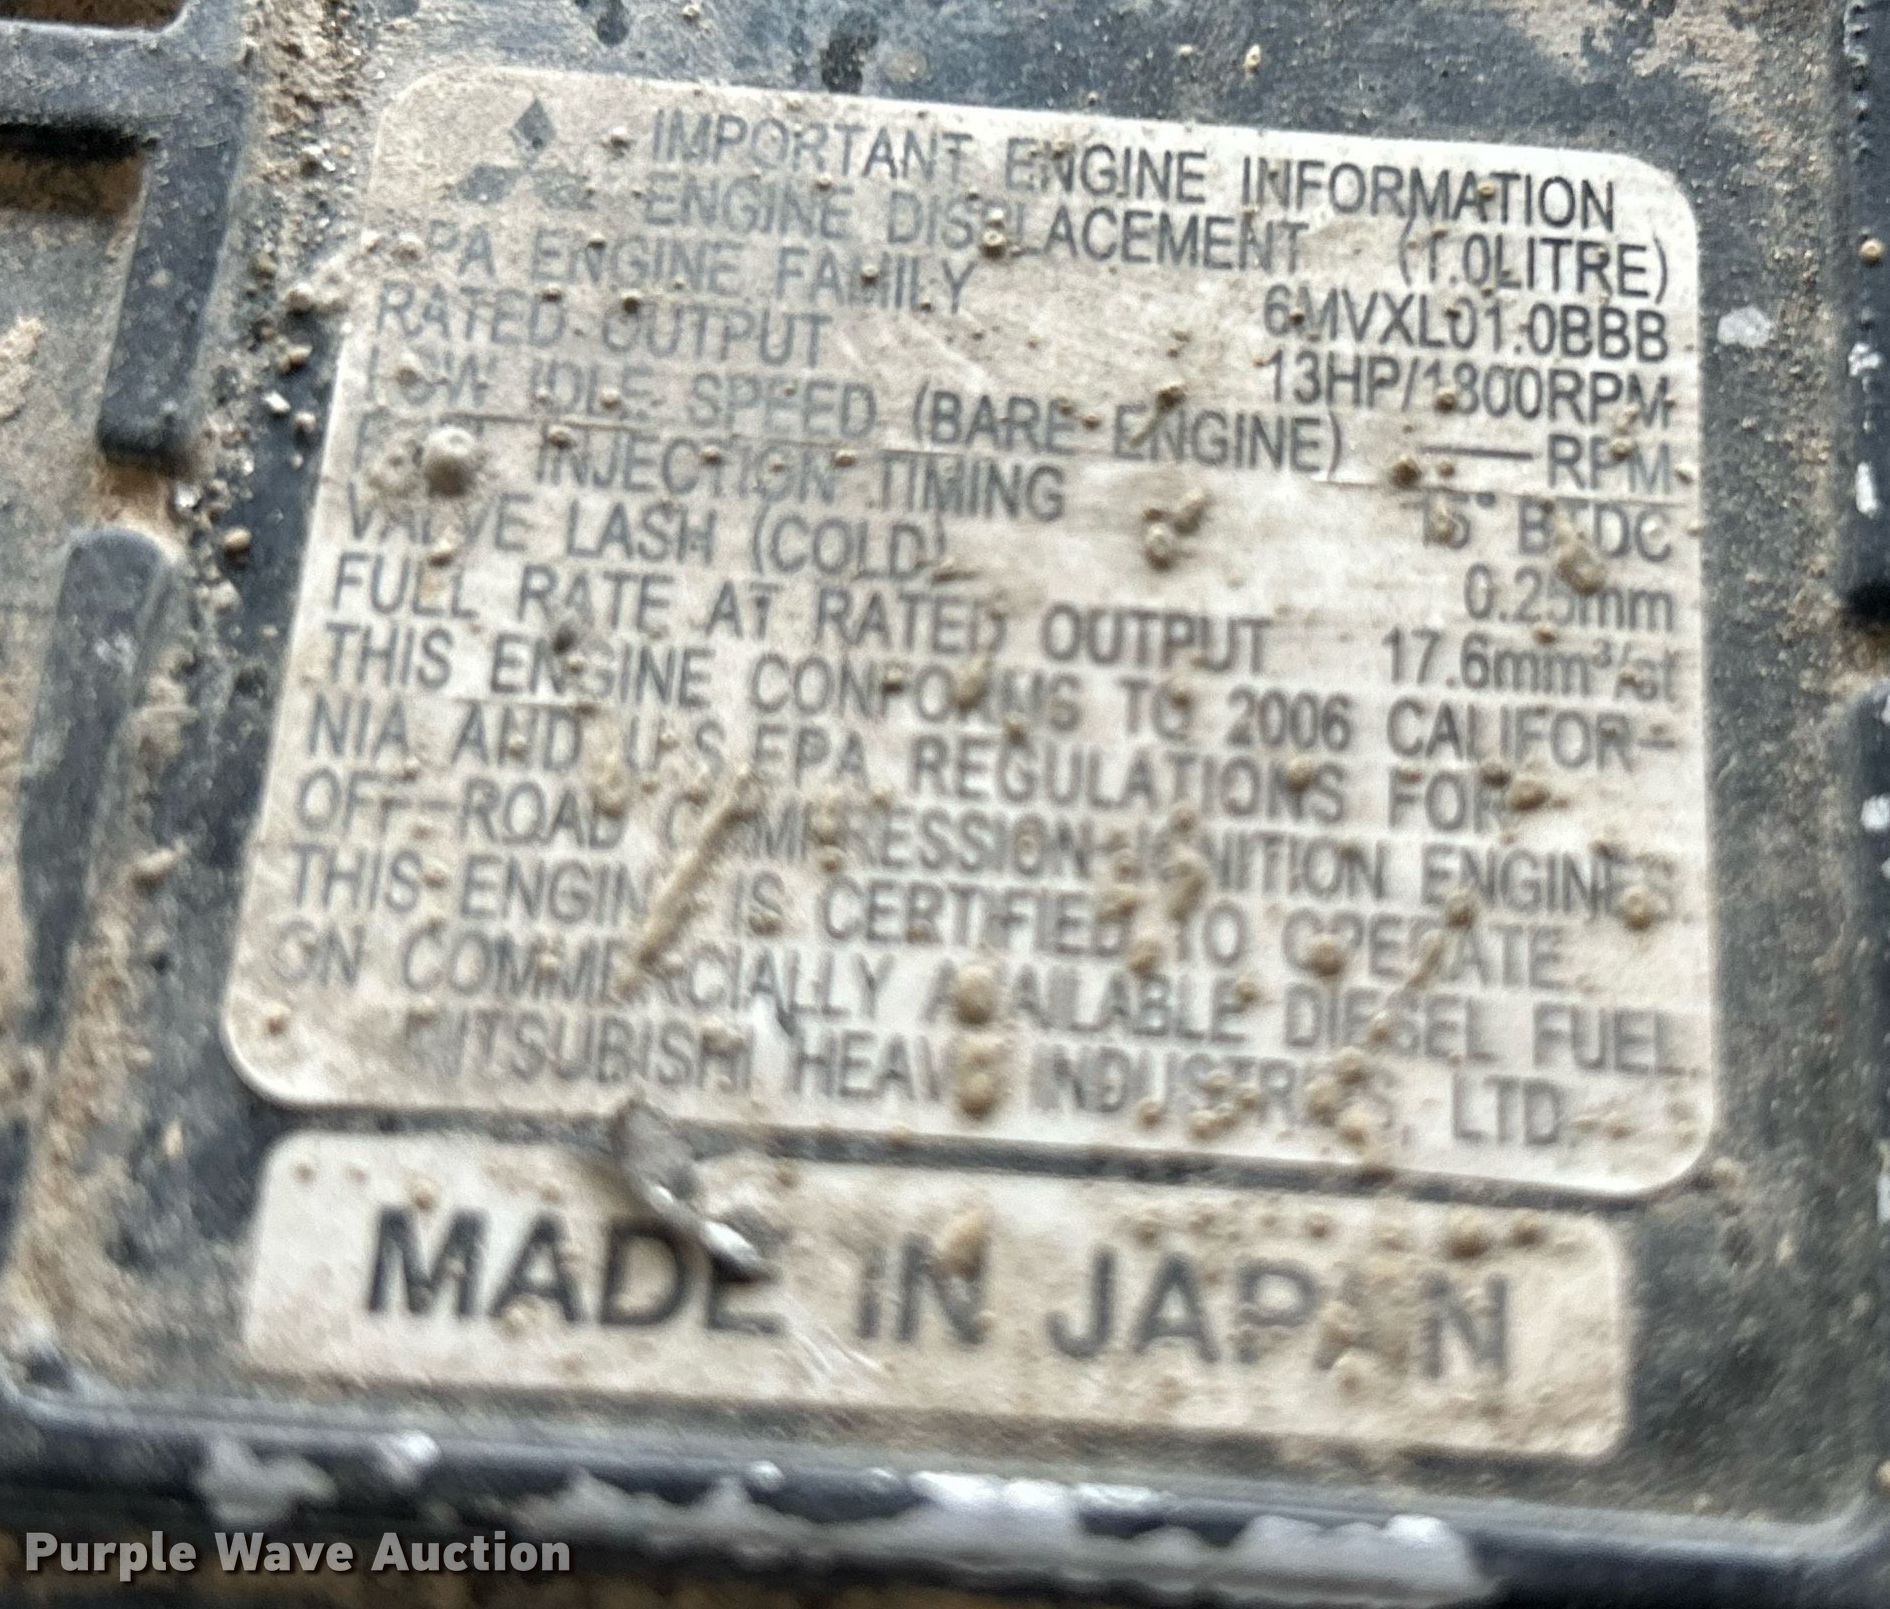 IMPORTANT ENGINE INFORMATION
ENGINE DISPLACEMENT (1.0LITRE)
EPA ENGINE FAMILY 6MVXL01.0BBB
RATED OUTPUT 13HP/1800RPM
LOW IDLE SPEED (BARE ENGINE) — RPM
INJECTION TIMING 15° BTDC
VALVE LASH (COLD) 0.25mm
FULL RATE AT RATED OUTPUT 17.6mm³/st
THIS ENGINE CONFORMS TO 2006 CALIFOR-
NIA AND U.S EPA REGULATIONS FOR
OFF-ROAD COMPRESSION-IGNITION ENGINES
THIS ENGINE IS CERTIFIED TO OPERATE
ON COMMERCIALLY AVAILABLE DIESEL FUEL.
MITSUBISHI HEAVY INDUSTRIES, LTD.
MADE IN JAPAN
Purple Wave Auction